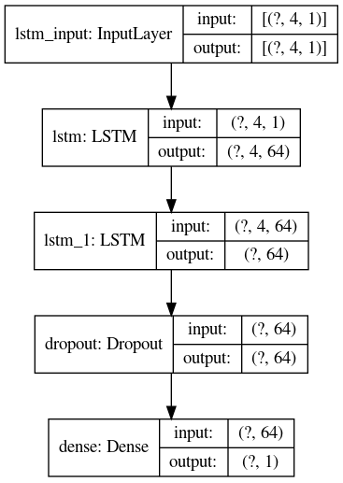 lstm_input: InputLayer
input: [(?, 4, 1)]
output: [(?, 4, 1)]
lstm: LSTM
input: (?, 4, 1)
output: (?, 4, 64)
lstm_1: LSTM
input: (?, 4, 64)
output: (?, 64)
dropout: Dropout
input: (?, 64)
output: (?, 64)
dense: Dense
input: (?, 64)
output: (?, 1)